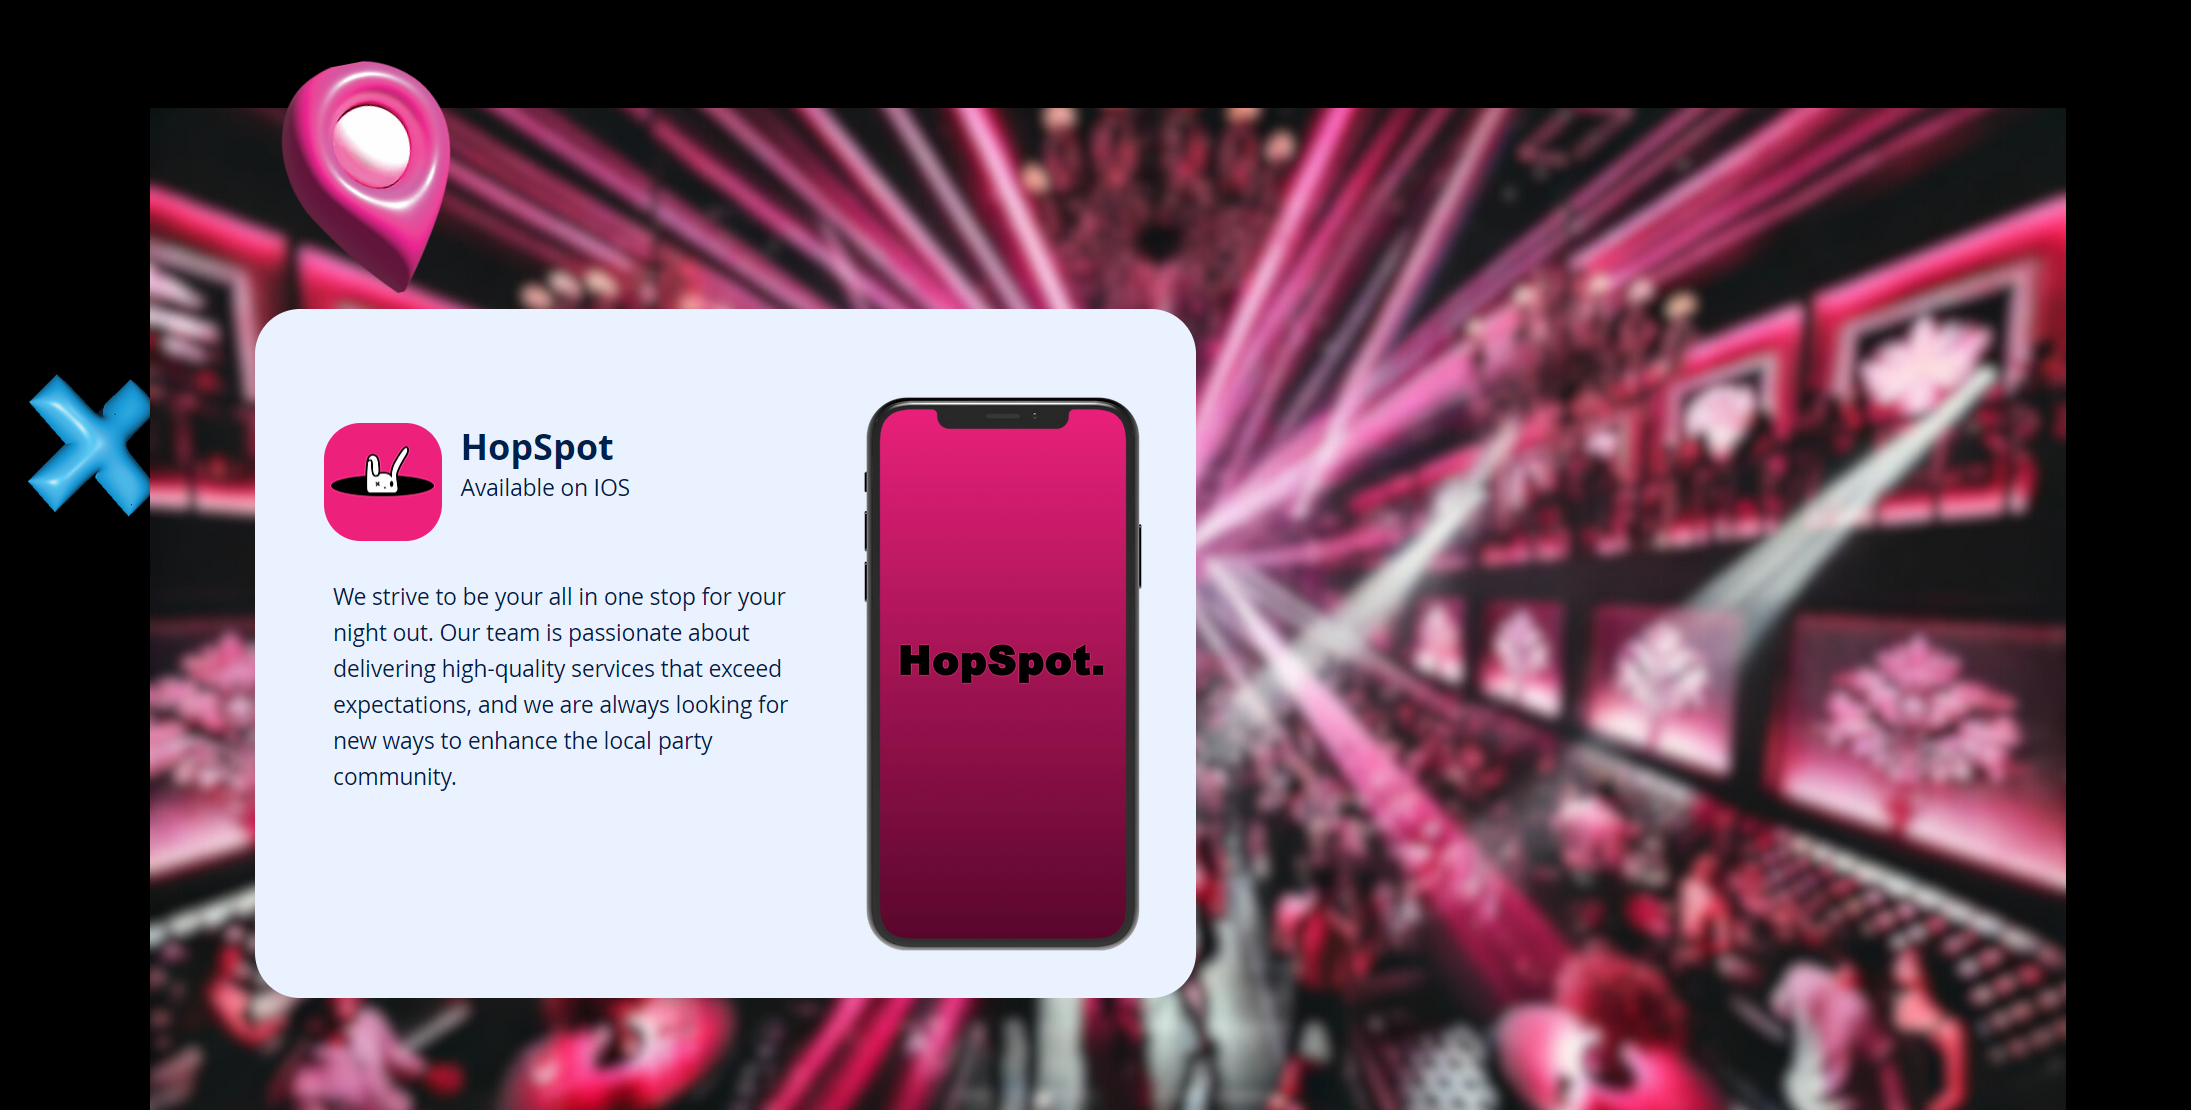 HopSpot
Available on IOS
We strive to be your all in one stop for your
night out. Our team is passionate about
delivering high-quality services that exceed
expectations, and we are always looking for
new ways to enhance the local party
community.
HopSpot.